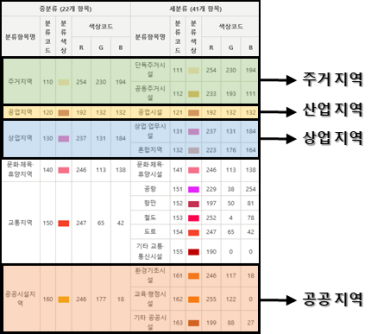 중분류 (22개 항목) 세분류 (41개 항목)
분류항목명 분류코드 분류색상 색상코드 분류항목명 분류코드 분류색상 색상코드
R G B R G B
주거지역 110 254 230 194 단독주거시설 111 254 230 194
공동주거시설 112 233 193 111
공업지역 120 192 132 132 공업시설 121 192 132 132
상업지역 130 237 131 184 상업·업무시설 131 237 131 184
혼합지역 132 223 176 164
문화·체육·휴양지역 140 246 113 138 문화·체육·휴양시설 141 246 113 138
교통지역 150 247 65 42 공항 151 229 38 254
항만 152 197 50 81
철도 153 252 4 78
도로 154 247 65 42
기타 교통·통신시설 155 190 0 0
공공시설지역 160 246 177 18 환경기초시설 161 246 117 18
교육·행정시설 162 255 122 0
기타 공공시설 163 199 88 27
주거 지역
산업 지역
상업 지역
공공 지역